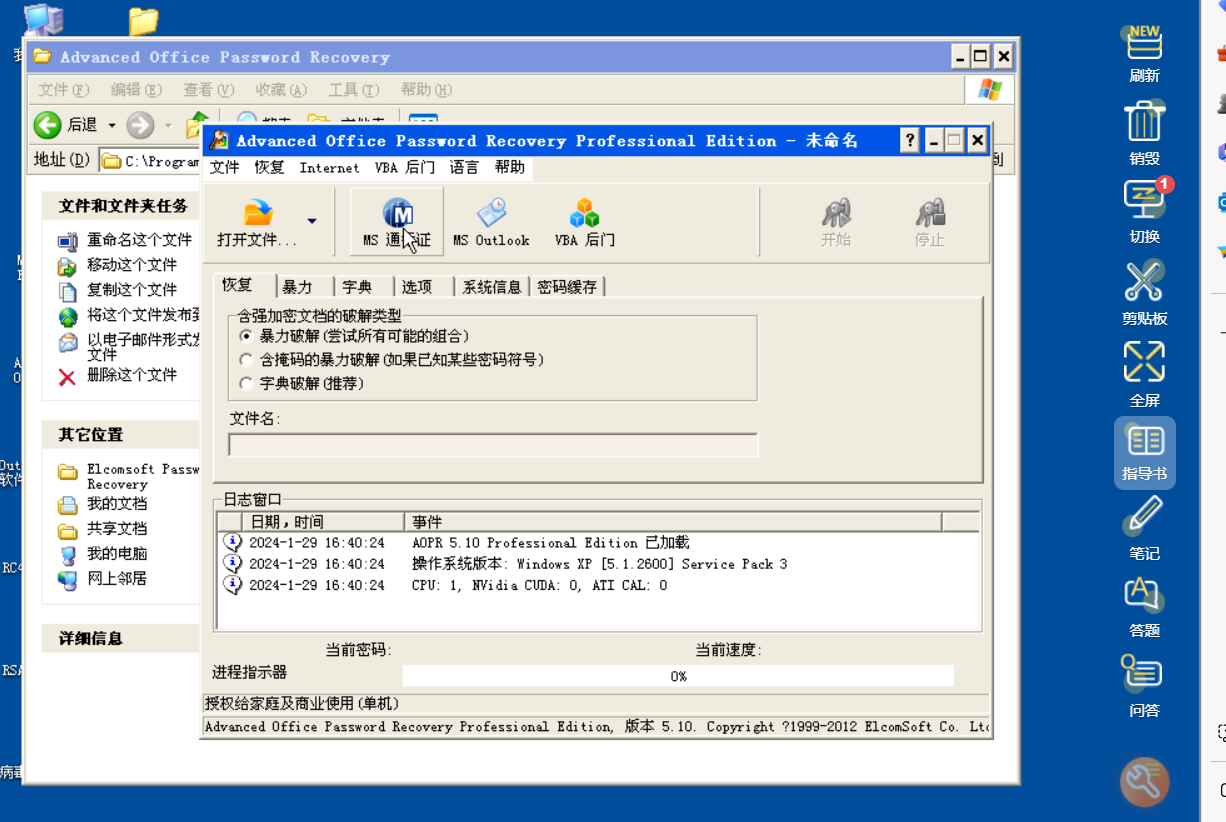 Advanced Office Password Recovery
文件(F) 编辑(E) 查看(V) 收藏(A) 工具(T) 帮助(H)
后退
地址(D) C:\Program
文件和文件夹任务
重命名这个文件
移动这个文件
复制这个文件
将这个文件发布到
以电子邮件形式发
文件
删除这个文件
其它位置
Elcomsoft Passw
Recovery
我的文档
共享文档
我的电脑
网上邻居
详细信息
Advanced Office Password Recovery Professional Edition - 未命名
文件 恢复 Internet VBA 后门 语言 帮助
打开文件... MS 通行证 MS Outlook VBA 后门 开始 停止
恢复 暴力 字典 选项 系统信息 密码缓存
含强加密文档的破解类型
暴力破解(尝试所有可能的组合)
含掩码的暴力破解(如果已知某些密码符号)
字典破解(推荐)
文件名:
日志窗口
日期,时间 事件
2024-1-29 16:40:24 AOPR 5.10 Professional Edition 已加载
2024-1-29 16:40:24 操作系统版本: Windows XP [5.1.2600] Service Pack 3
2024-1-29 16:40:24 CPU: 1, NVidia CUDA: 0, ATI CAL: 0
当前密码: 当前速度:
进程指示器 0%
授权给家庭及商业使用(单机)
Advanced Office Password Recovery Professional Edition, 版本 5.10. Copyright ?1999-2012 ElcomSoft Co. Ltd
Out
软件
RC4
RSA
病毒
NEW
刷新
销毁
1
切换
剪贴板
全屏
指导书
笔记
答题
问答